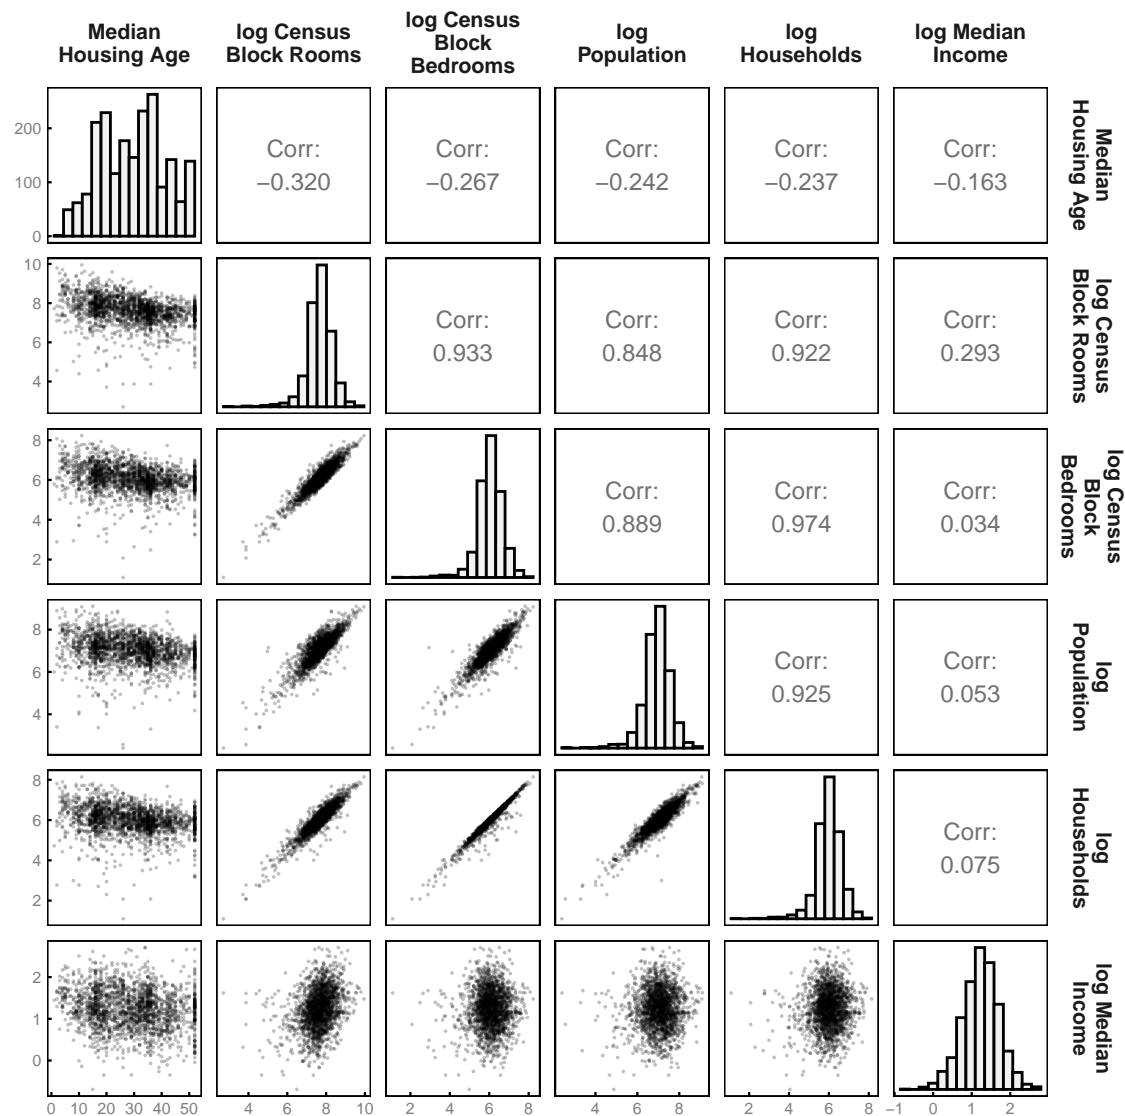 Median
Housing Age
log Census
Block Rooms
log Census
Block
Bedrooms
log
Population
log
Households
log Median
Income
200
100
0
Corr:
−0.320
Corr:
−0.267
Corr:
−0.242
Corr:
−0.237
Corr:
−0.163
Median
Housing Age
10
8
6
4
Corr:
0.933
Corr:
0.848
Corr:
0.922
Corr:
0.293
log Census
Block Rooms
8
6
4
2
Corr:
0.889
Corr:
0.974
Corr:
0.034
log Census
Block
Bedrooms
8
6
4
Corr:
0.925
Corr:
0.053
log
Population
8
6
4
2
Corr:
0.075
log
Households
2
1
0
log Median
Income
0 10 20 30 40 50
4 6 8 10
2 4 6 8
4 6 8
2 4 6 8
−1 0 1 2